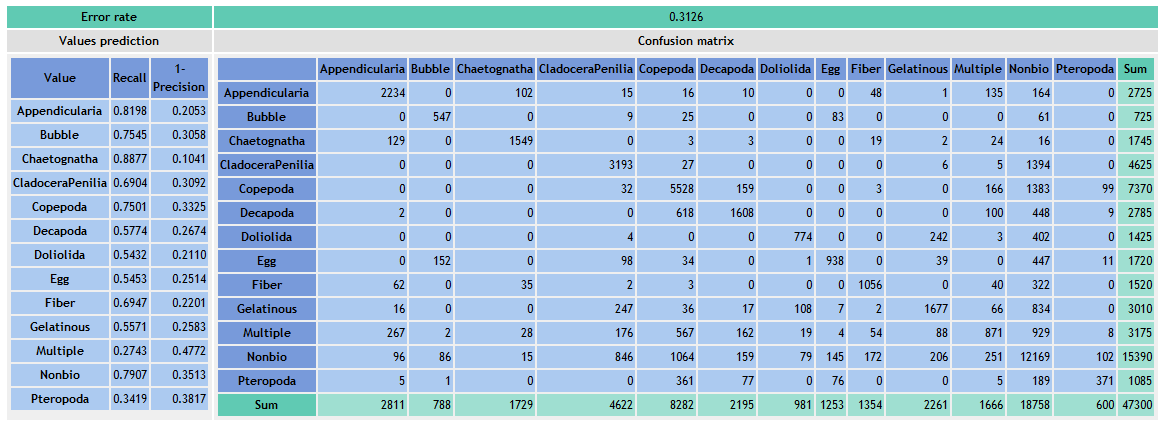 Error rate 0.3126
Values prediction Confusion matrix
Value Recall 1-Precision
Appendicularia 0.8198 0.2053
Bubble 0.7545 0.3058
Chaetognatha 0.8877 0.1041
CladoceraPenilia 0.6904 0.3092
Copepoda 0.7501 0.3325
Decapoda 0.5774 0.2674
Doliolida 0.5432 0.2110
Egg 0.5453 0.2514
Fiber 0.6947 0.2201
Gelatinous 0.5571 0.2583
Multiple 0.2743 0.4772
Nonbio 0.7907 0.3513
Pteropoda 0.3419 0.3817
Appendicularia Bubble Chaetognatha CladoceraPenilia Copepoda Decapoda Doliolida Egg Fiber Gelatinous Multiple Nonbio Pteropoda Sum
Appendicularia 2234 0 102 15 16 10 0 0 48 1 135 164 0 2725
Bubble 0 547 0 9 25 0 0 83 0 0 0 61 0 725
Chaetognatha 129 0 1549 0 3 3 0 0 19 2 24 16 0 1745
CladoceraPenilia 0 0 0 3193 27 0 0 0 0 6 5 1394 0 4625
Copepoda 0 0 0 32 5528 159 0 0 3 0 166 1383 99 7370
Decapoda 2 0 0 0 618 1608 0 0 0 0 100 448 9 2785
Doliolida 0 0 0 4 0 0 774 0 0 242 3 402 0 1425
Egg 0 152 0 98 34 0 1 938 0 39 0 447 11 1720
Fiber 62 0 35 2 3 0 0 0 1056 0 40 322 0 1520
Gelatinous 16 0 0 247 36 17 108 7 2 1677 66 834 0 3010
Multiple 267 2 28 176 567 162 19 4 54 88 871 929 8 3175
Nonbio 96 86 15 846 1064 159 79 145 172 206 251 12169 102 15390
Pteropoda 5 1 0 0 361 77 0 76 0 0 5 189 371 1085
Sum 2811 788 1729 4622 8282 2195 981 1253 1354 2261 1666 18758 600 47300